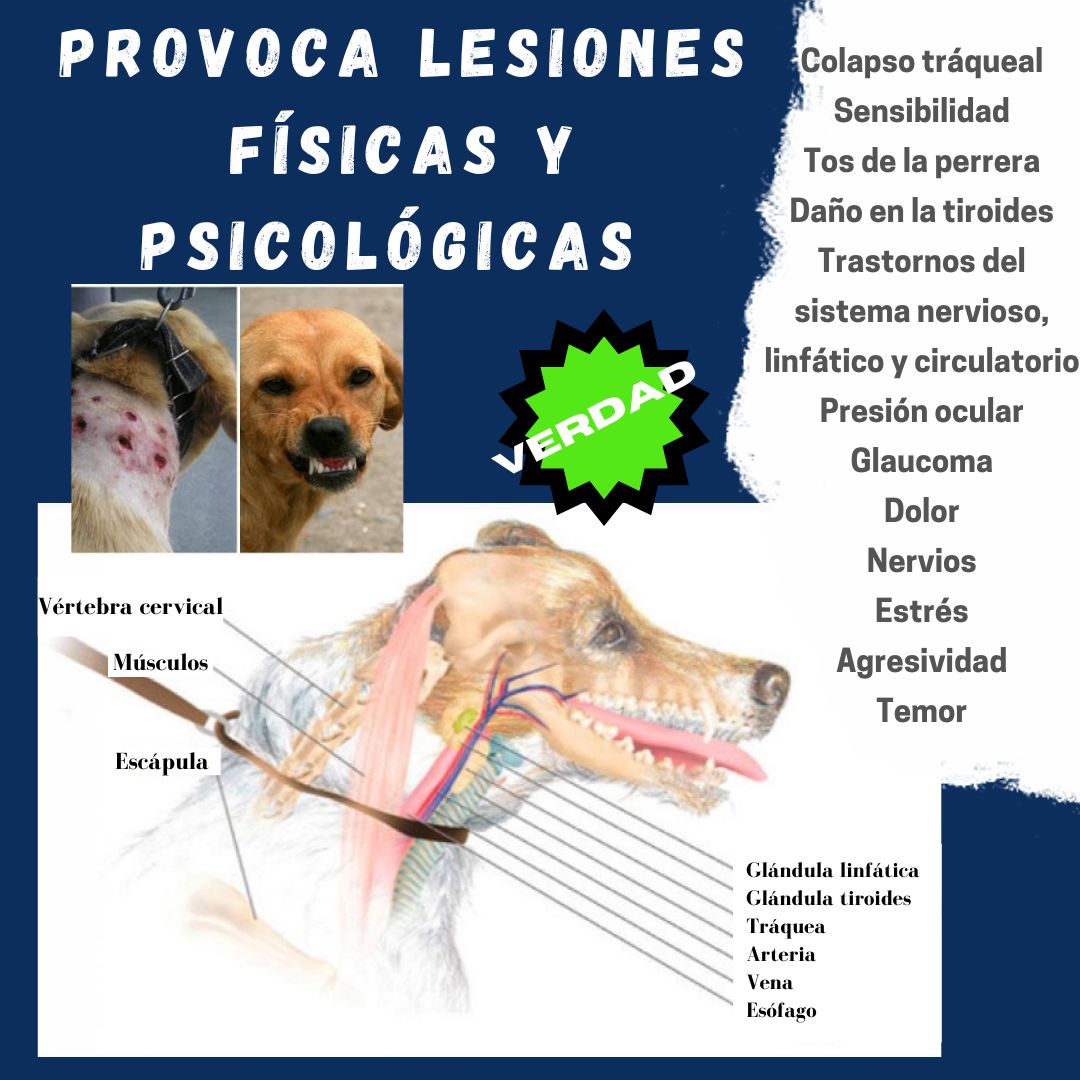 PROVOCA LESIONES
FÍSICAS Y
PSICOLÓGICAS
Colapso tráqueal
Sensibilidad
Tos de la perrera
Daño en la tiroides
Trastornos del
sistema nervioso,
linfático y circulatorio
Presión ocular
Glaucoma
Dolor
Nervios
Estrés
Agresividad
Temor
VERDAD
Vértebra cervical
Músculos
Escápula
Glándula linfática
Glándula tiroides
Tráquea
Arteria
Vena
Esófago